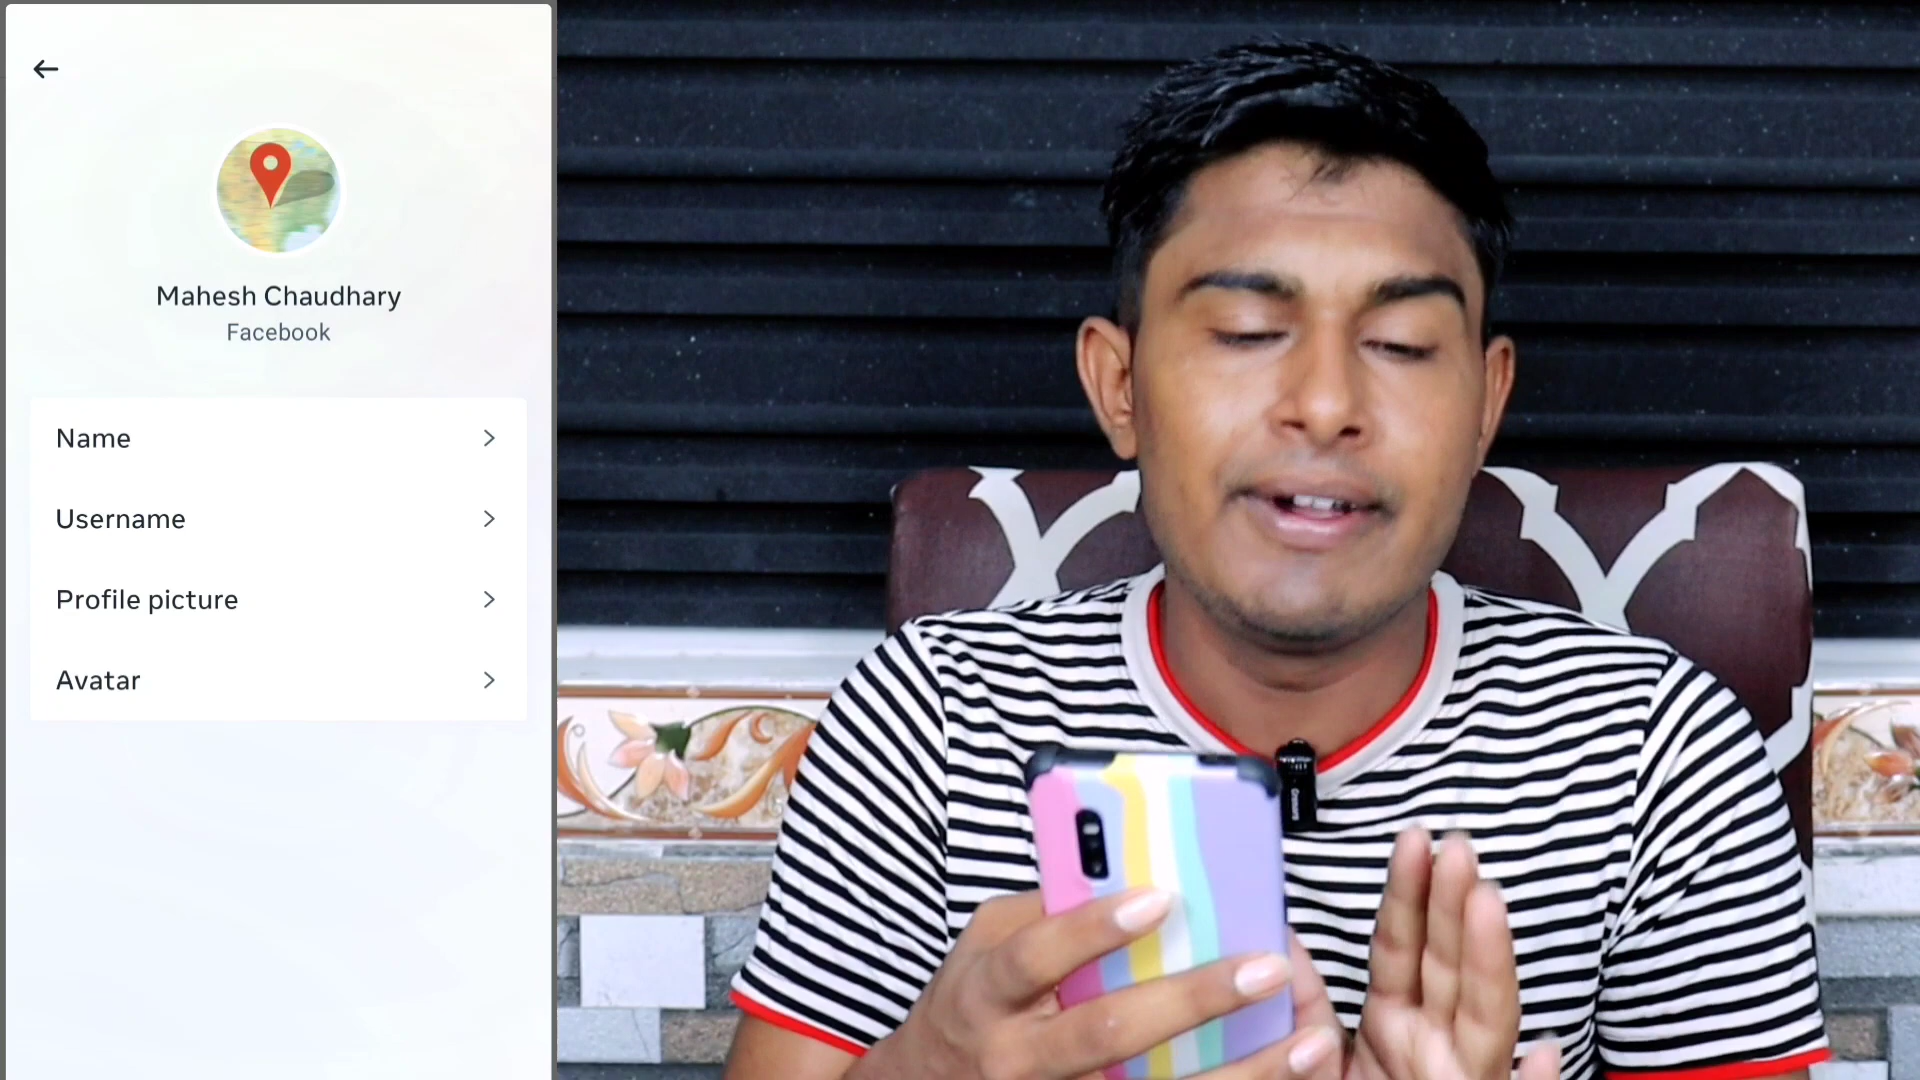 Mahesh Chaudhary
Facebook
Name
Username
Profile picture
Avatar